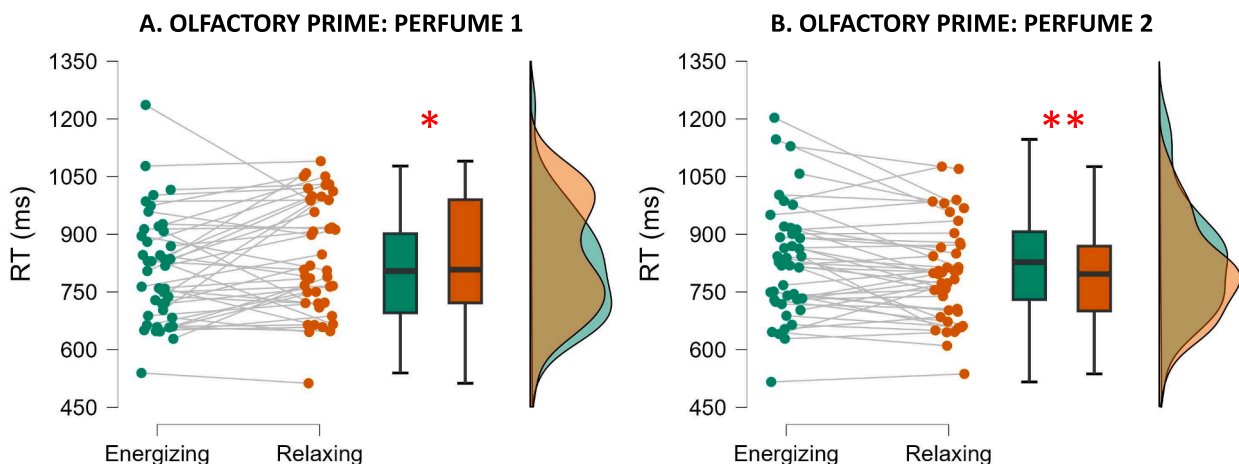 A. OLFACTORY PRIME: PERFUME 1
1350
1200
1050
900
750
600
450
RT (ms)
*
Energizing
Relaxing
B. OLFACTORY PRIME: PERFUME 2
1350
1200
1050
900
750
600
450
RT (ms)
**
Energizing
Relaxing